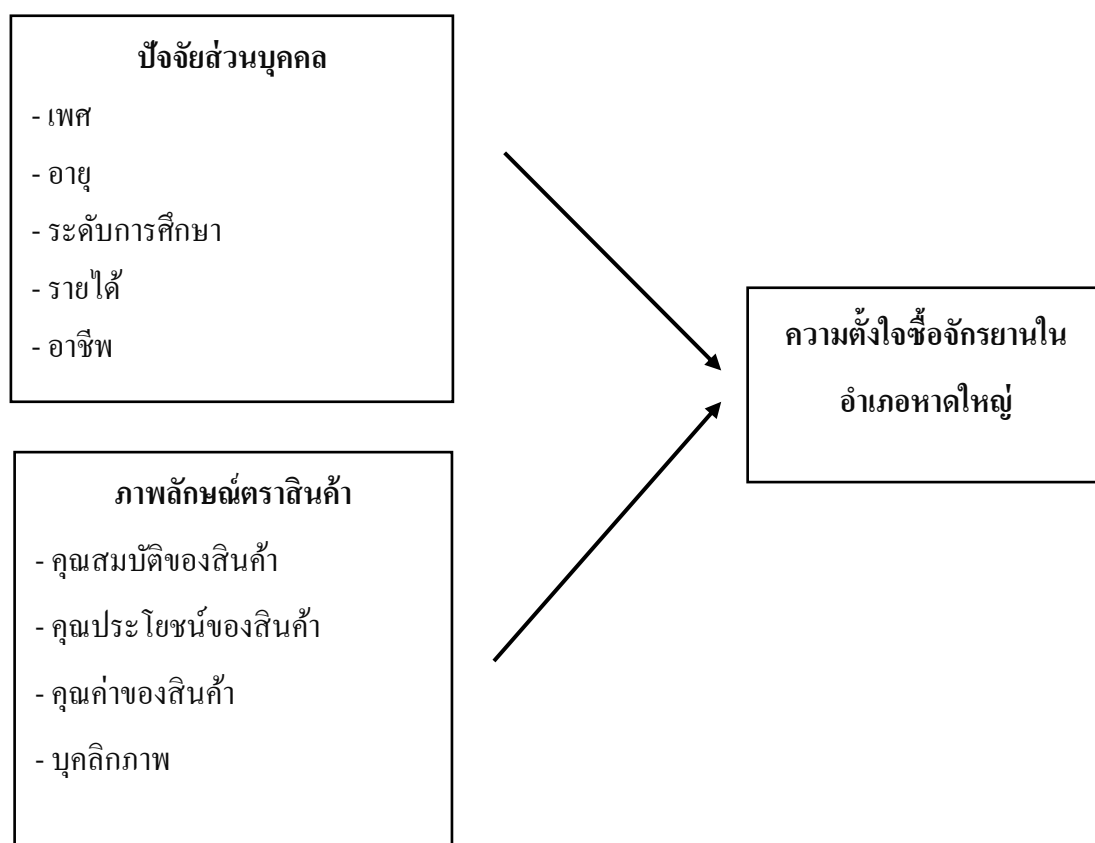 ปัจจัยส่วนบุคคล
- เพศ
- อายุ
- ระดับการศึกษา
- รายได้
- อาชีพ
ความตั้งใจซื้อจักรยานใน
อำเภอหาดใหญ่
ภาพลักษณ์ตราสินค้า
- คุณสมบัติของสินค้า
- คุณประโยชน์ของสินค้า
- คุณค่าของสินค้า
- บุคลิกภาพ